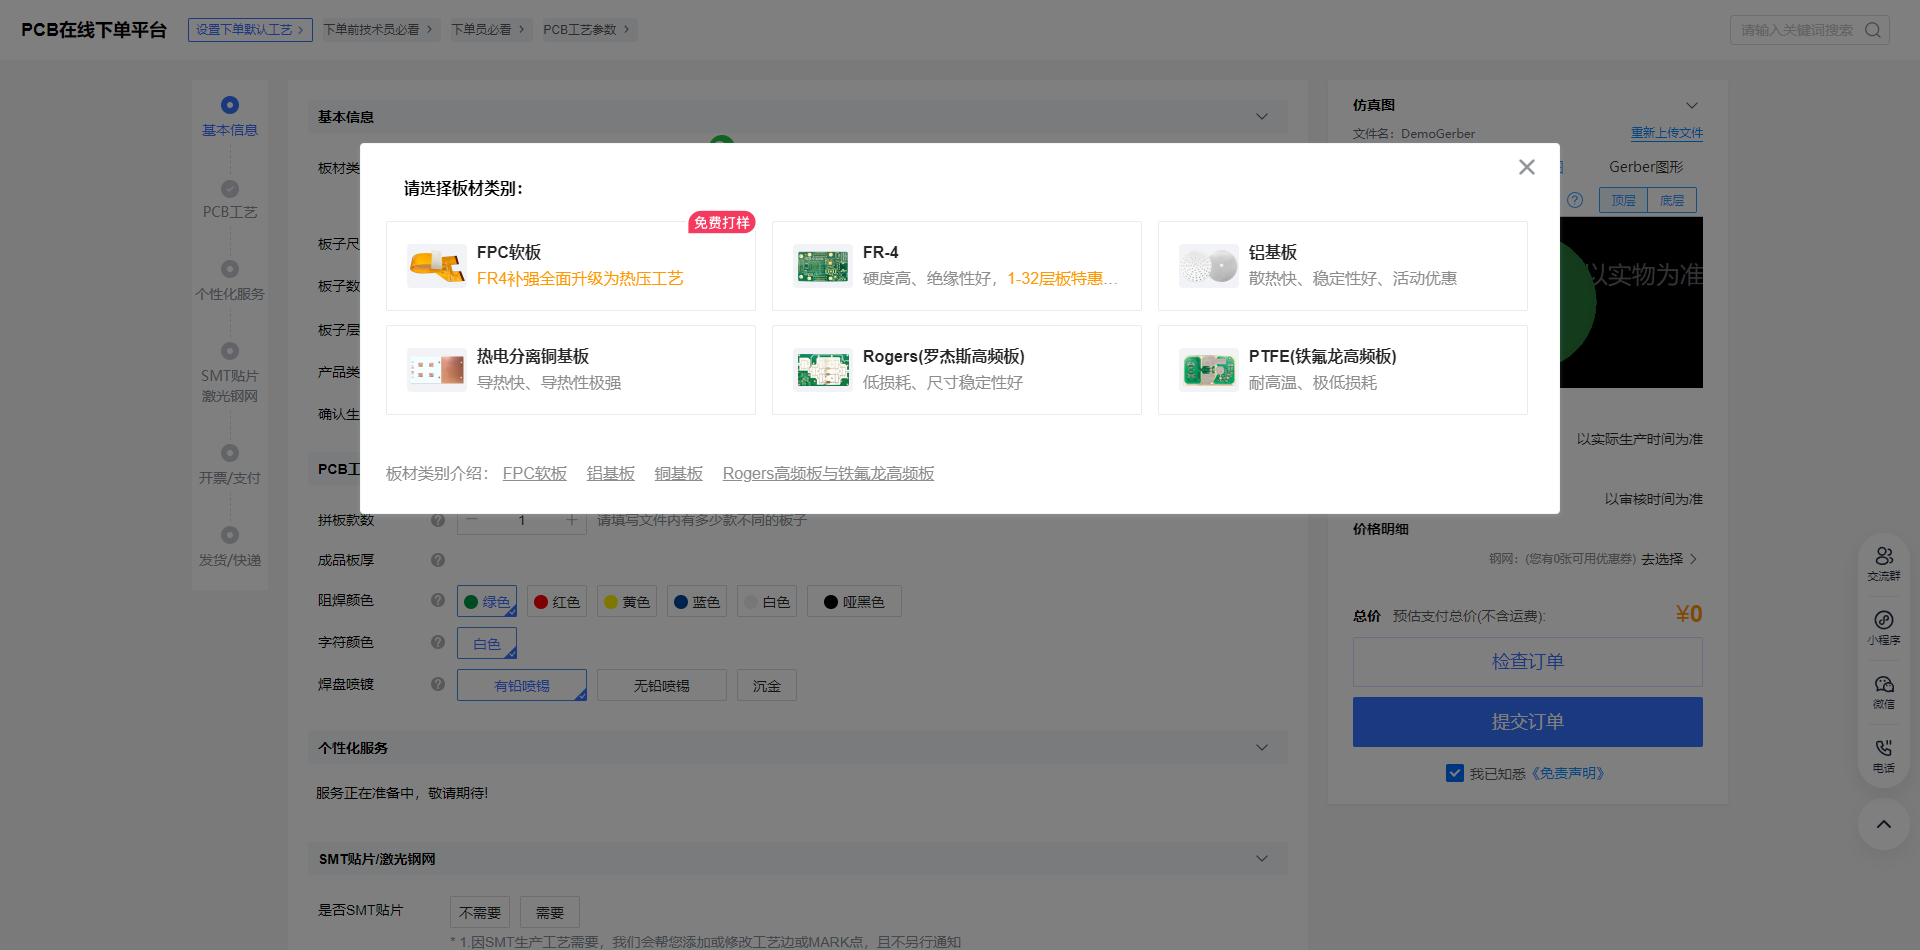 PCB在线下单平台
设置下单默认工艺
下单前技术员必看
下单员必看
PCB工艺参数
请输入关键词搜索
基本信息
PCB工艺
个性化服务
SMT贴片
激光钢网
开票/支付
发货/快递
基本信息
板材类
板子尺
板子数
板子层
产品类
确认生
请选择板材类别：
免费打样
FPC软板
FR4补强全面升级为热压工艺
FR-4
硬度高、绝缘性好，1-32层板特惠...
铝基板
散热快、稳定性好、活动优惠
热电分离铜基板
导热快、导热性极强
Rogers(罗杰斯高频板)
低损耗、尺寸稳定性好
PTFE(铁氟龙高频板)
耐高温、极低损耗
板材类别介绍： FPC软板 铝基板 铜基板 Rogers高频板与铁氟龙高频板
PCB工
拼板款数
1
请填写文件内有多少款不同的板子
成品板厚
阻焊颜色
绿色
红色
黄色
蓝色
白色
哑黑色
字符颜色
白色
焊盘喷镀
有铅喷锡
无铅喷锡
沉金
个性化服务
服务正在准备中，敬请期待!
SMT贴片/激光钢网
是否SMT贴片
不需要
需要
* 1.因SMT生产工艺需要，我们会帮您添加或修改工艺边或MARK点，且不另行通知
仿真图
文件名：DemoGerber
重新上传文件
Gerber图形
顶层
底层
以实物为准
以实际生产时间为准
以审核时间为准
价格明细
钢网：(您有0张可用优惠券) 去选择
总价 预估支付总价(不含运费):
¥0
检查订单
提交订单
我已知悉《免责声明》
交流群
小程序
微信
电话